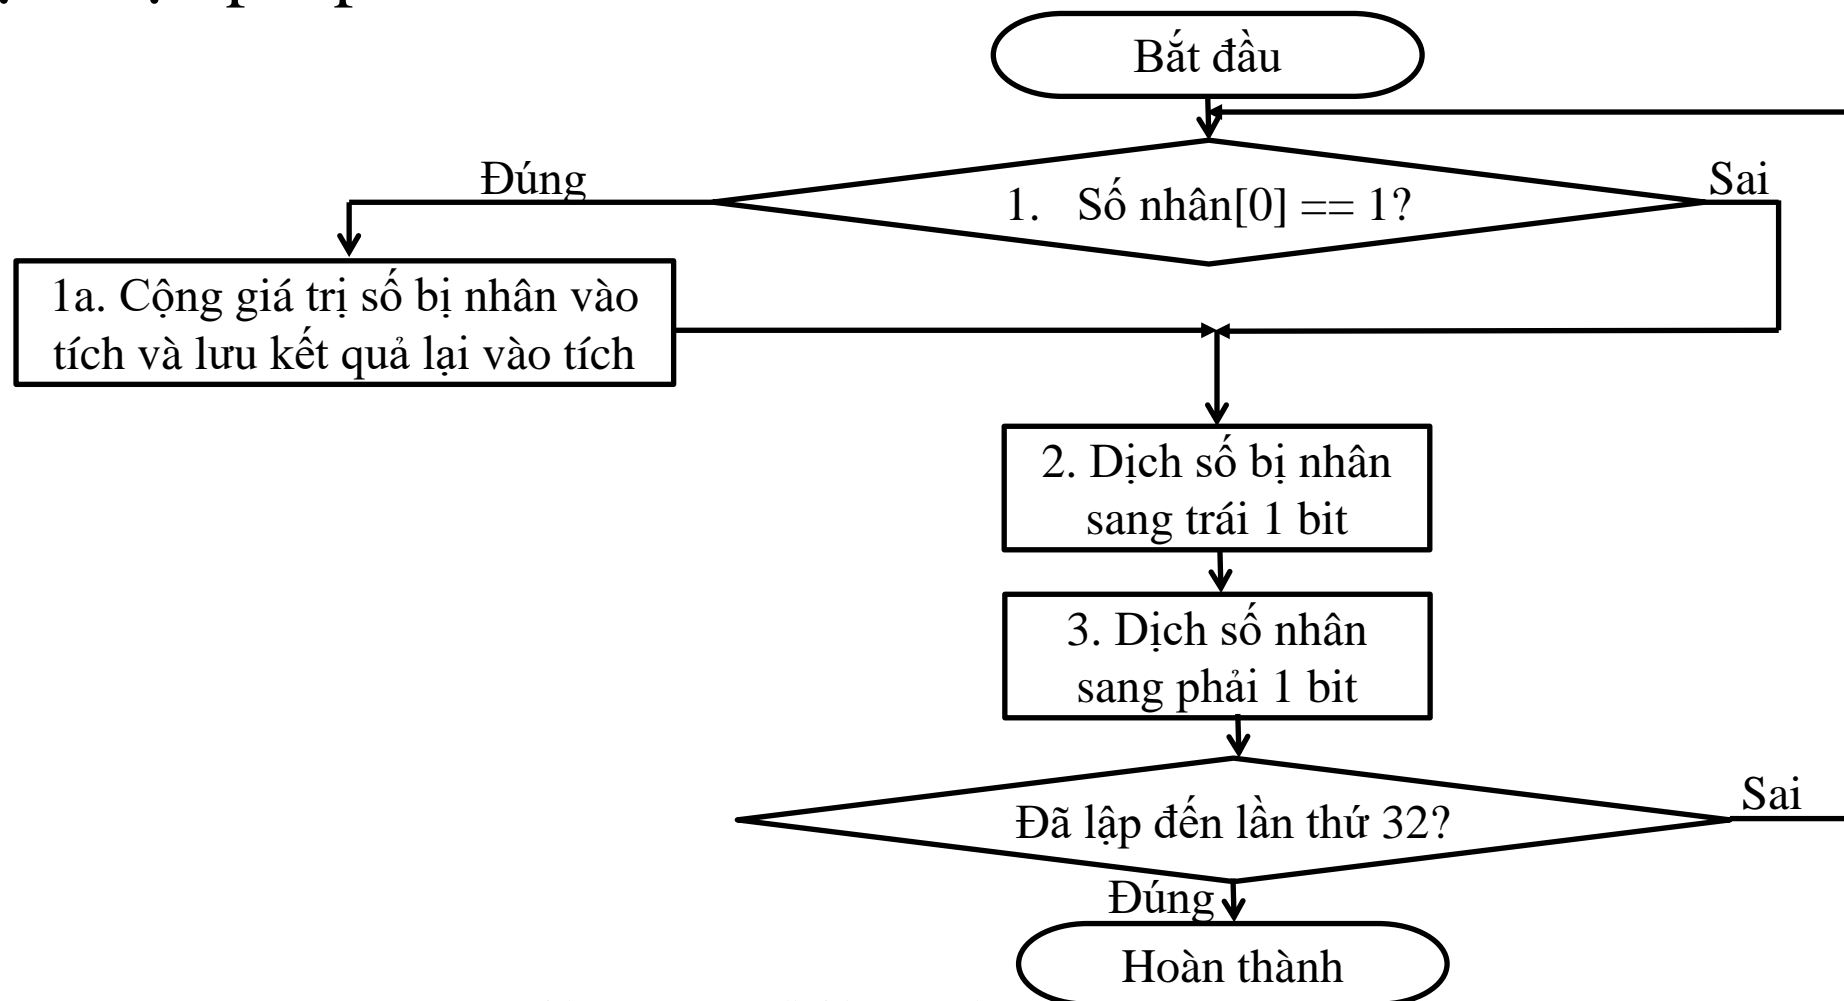 Bắt đầu
Đúng
1. Số nhân[0] == 1?
Sai
1a. Cộng giá trị số bị nhân vào
tích và lưu kết quả lại vào tích
2. Dịch số bị nhân
sang trái 1 bit
3. Dịch số nhân
sang phải 1 bit
Đã lập đến lần thứ 32?
Sai
Đúng
Hoàn thành